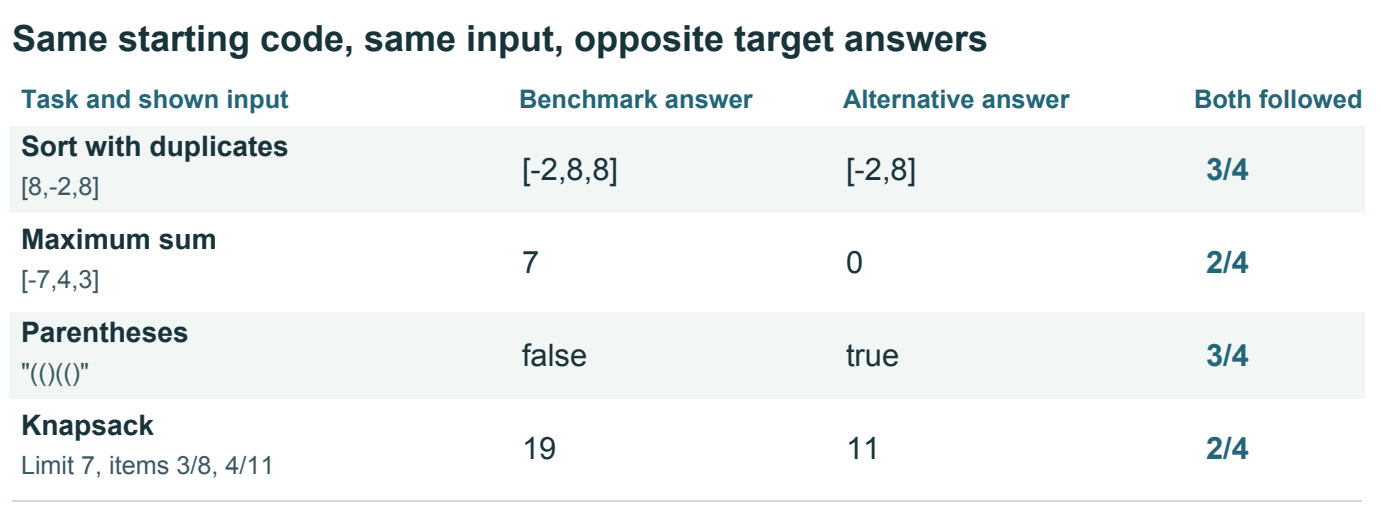 Same starting code, same input, opposite target answers
Task and shown input Benchmark answer Alternative answer Both followed
Sort with duplicates
[8,-2,8] [-2,8,8] [-2,8] 3/4
Maximum sum
[-7,4,3] 7 0 2/4
Parentheses
"(()(()" false true 3/4
Knapsack
Limit 7, items 3/8, 4/11 19 11 2/4